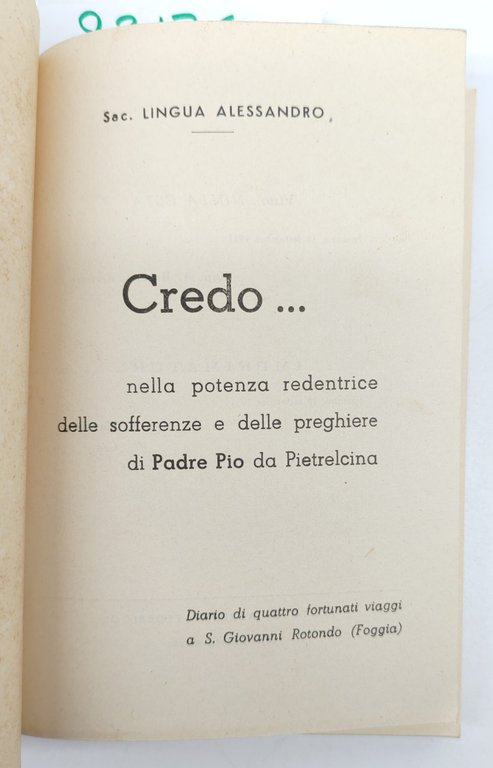 Sac. LINGUA ALESSANDRO
Credo ...
nella potenza redentrice
delle sofferenze e delle preghiere
di Padre Pio da Pietrelcina
Diario di quattro fortunati viaggi
a S. Giovanni Rotondo (Foggia)